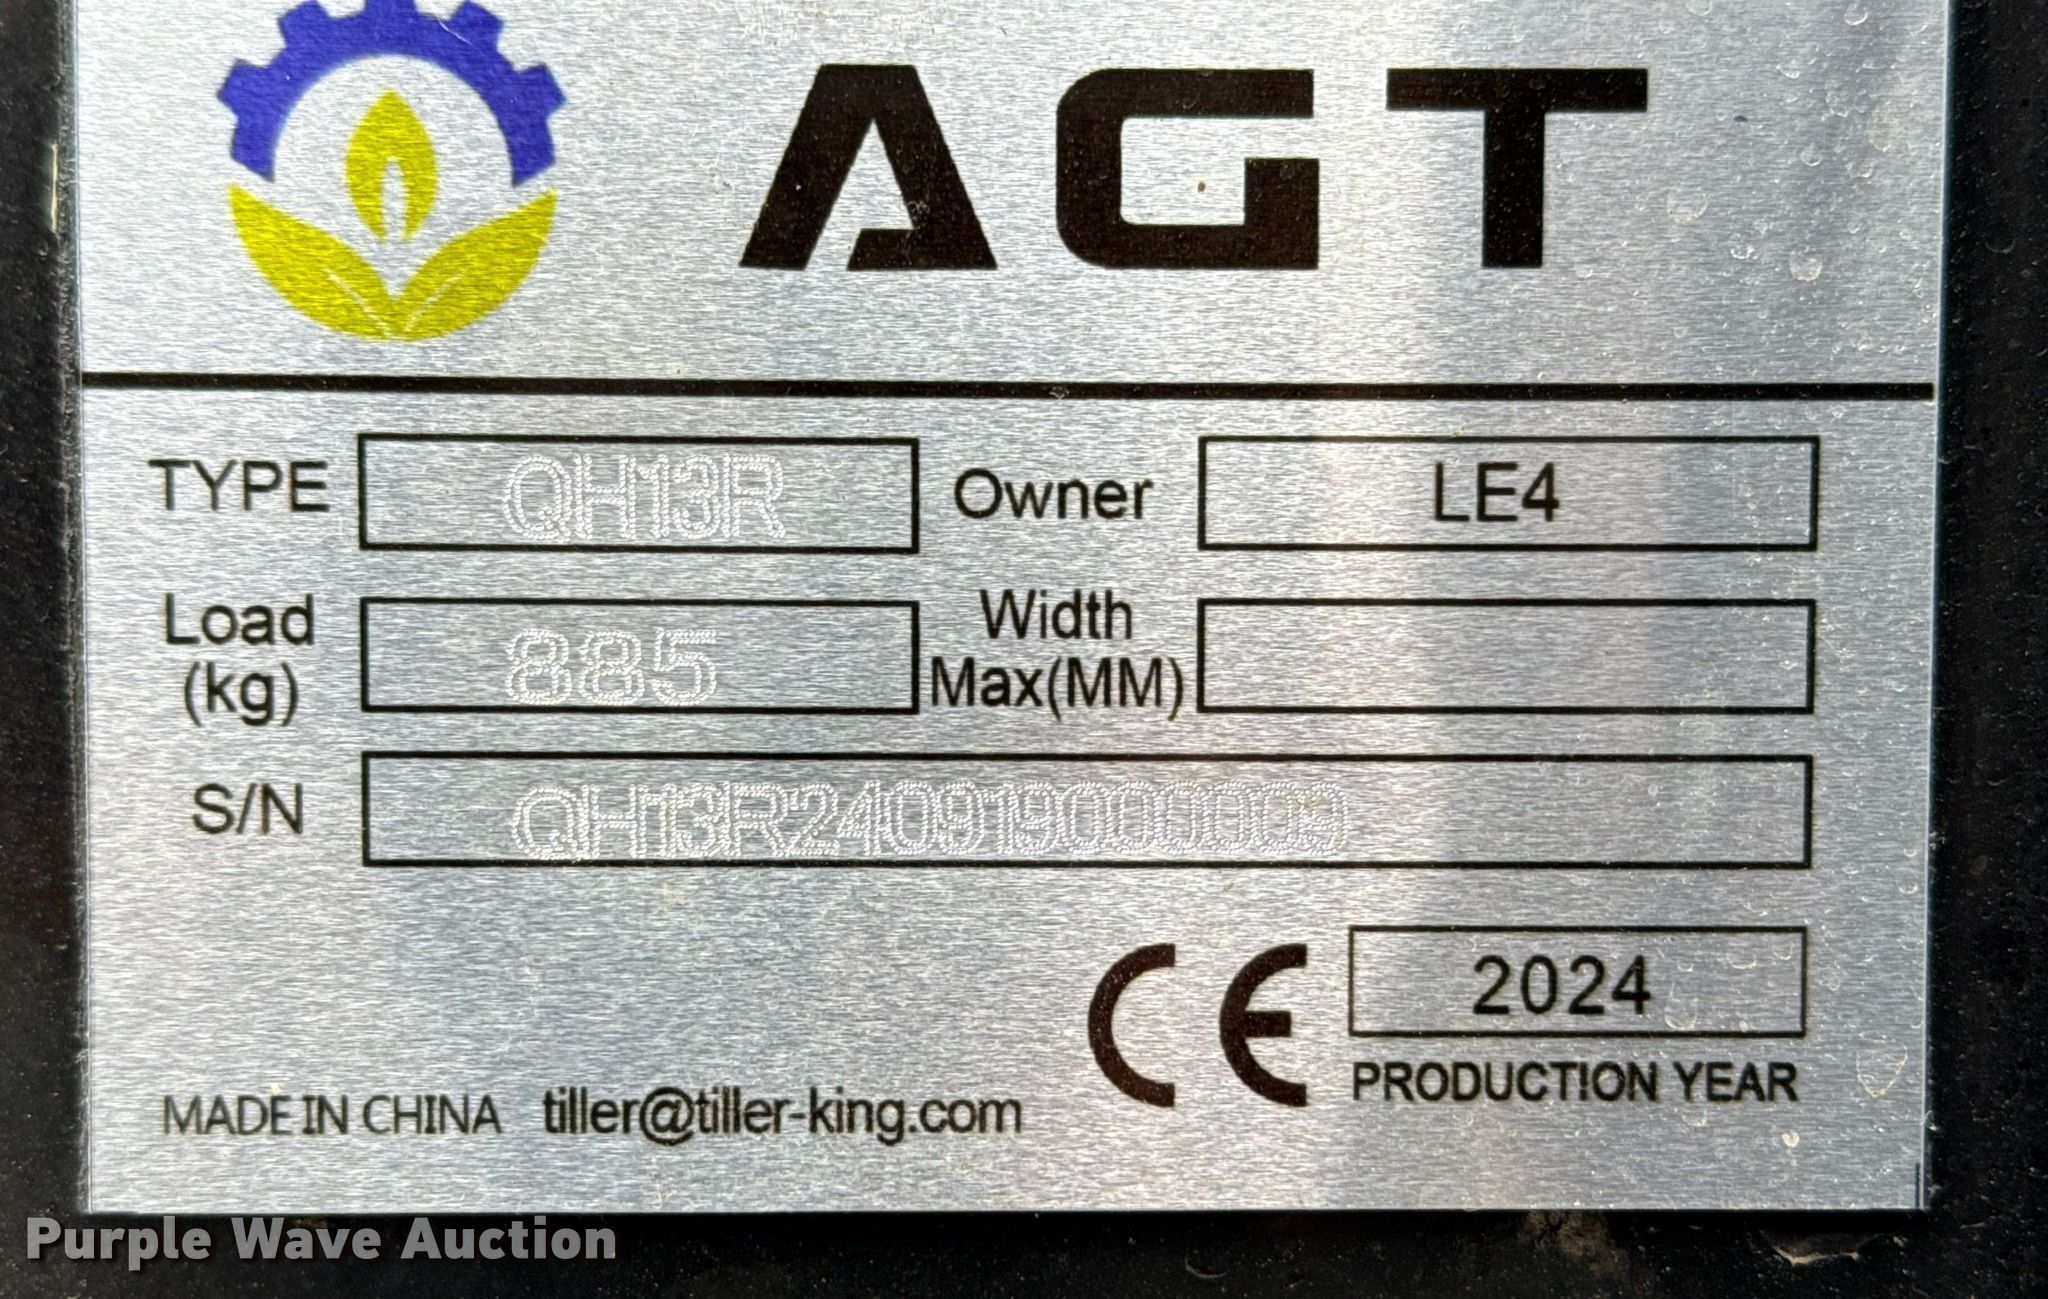 AGT
TYPE QH13R Owner LE4
Load (kg) 885 Width Max(MM)
S/N QH13R240919000003
CE 2024
PRODUCTION YEAR
MADE IN CHINA tiller@tiller-king.com
Purple Wave Auction